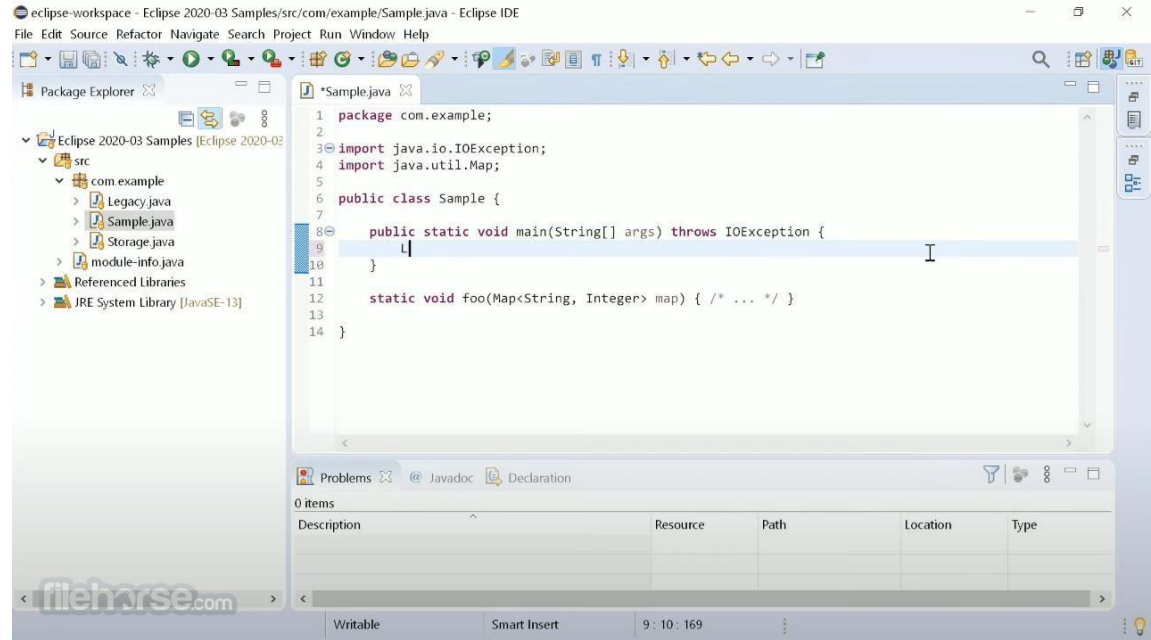 eclipse-workspace - Eclipse 2020-03 Samples/src/com/example/Sample.java - Eclipse IDE
File Edit Source Refactor Navigate Search Project Run Window Help
Package Explorer
Eclipse 2020-03 Samples [Eclipse 2020-03
src
com.example
Legacy.java
Sample.java
Storage.java
module-info.java
Referenced Libraries
JRE System Library [JavaSE-13]
*Sample.java
1 package com.example;
2
3 import java.io.IOException;
4 import java.util.Map;
5
6 public class Sample {
7
8 public static void main(String[] args) throws IOException {
9 L
10 }
11
12 static void foo(Map<String, Integer> map) { /* ... */ }
13
14 }
Problems @ Javadoc Declaration
0 items
Description Resource Path Location Type
filehorse.com
Writable Smart Insert 9 : 10 : 169